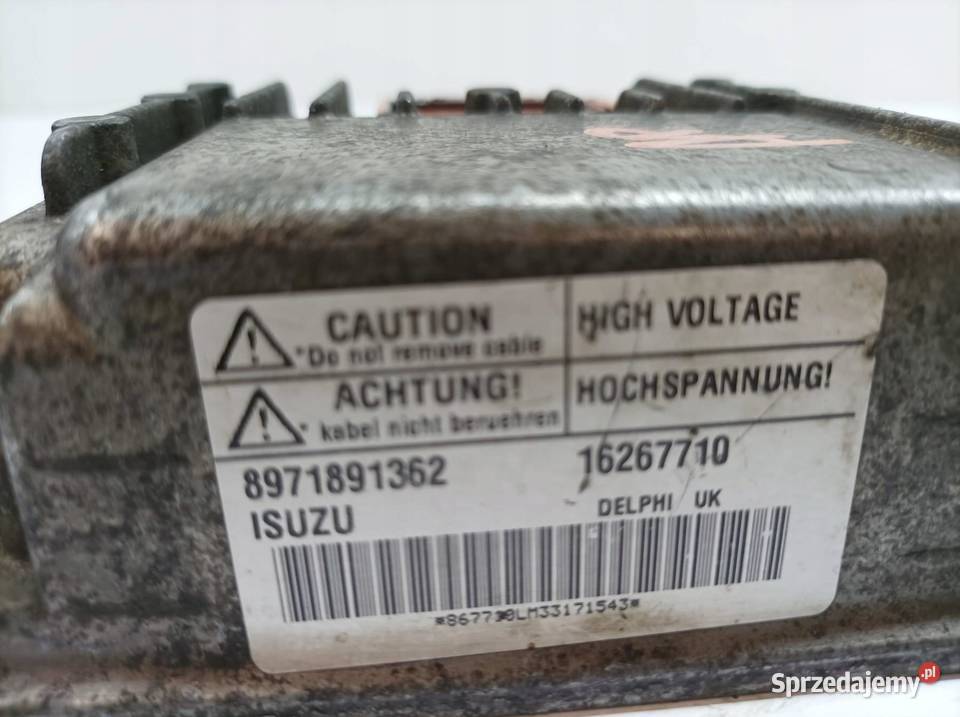 CAUTION
*Do not remove cable
HIGH VOLTAGE
ACHTUNG!
* kabel nicht beruehren
HOCHSPANNUNG!
8971891362
16267710
ISUZU
DELPHI UK
Sprzedajemy.pl